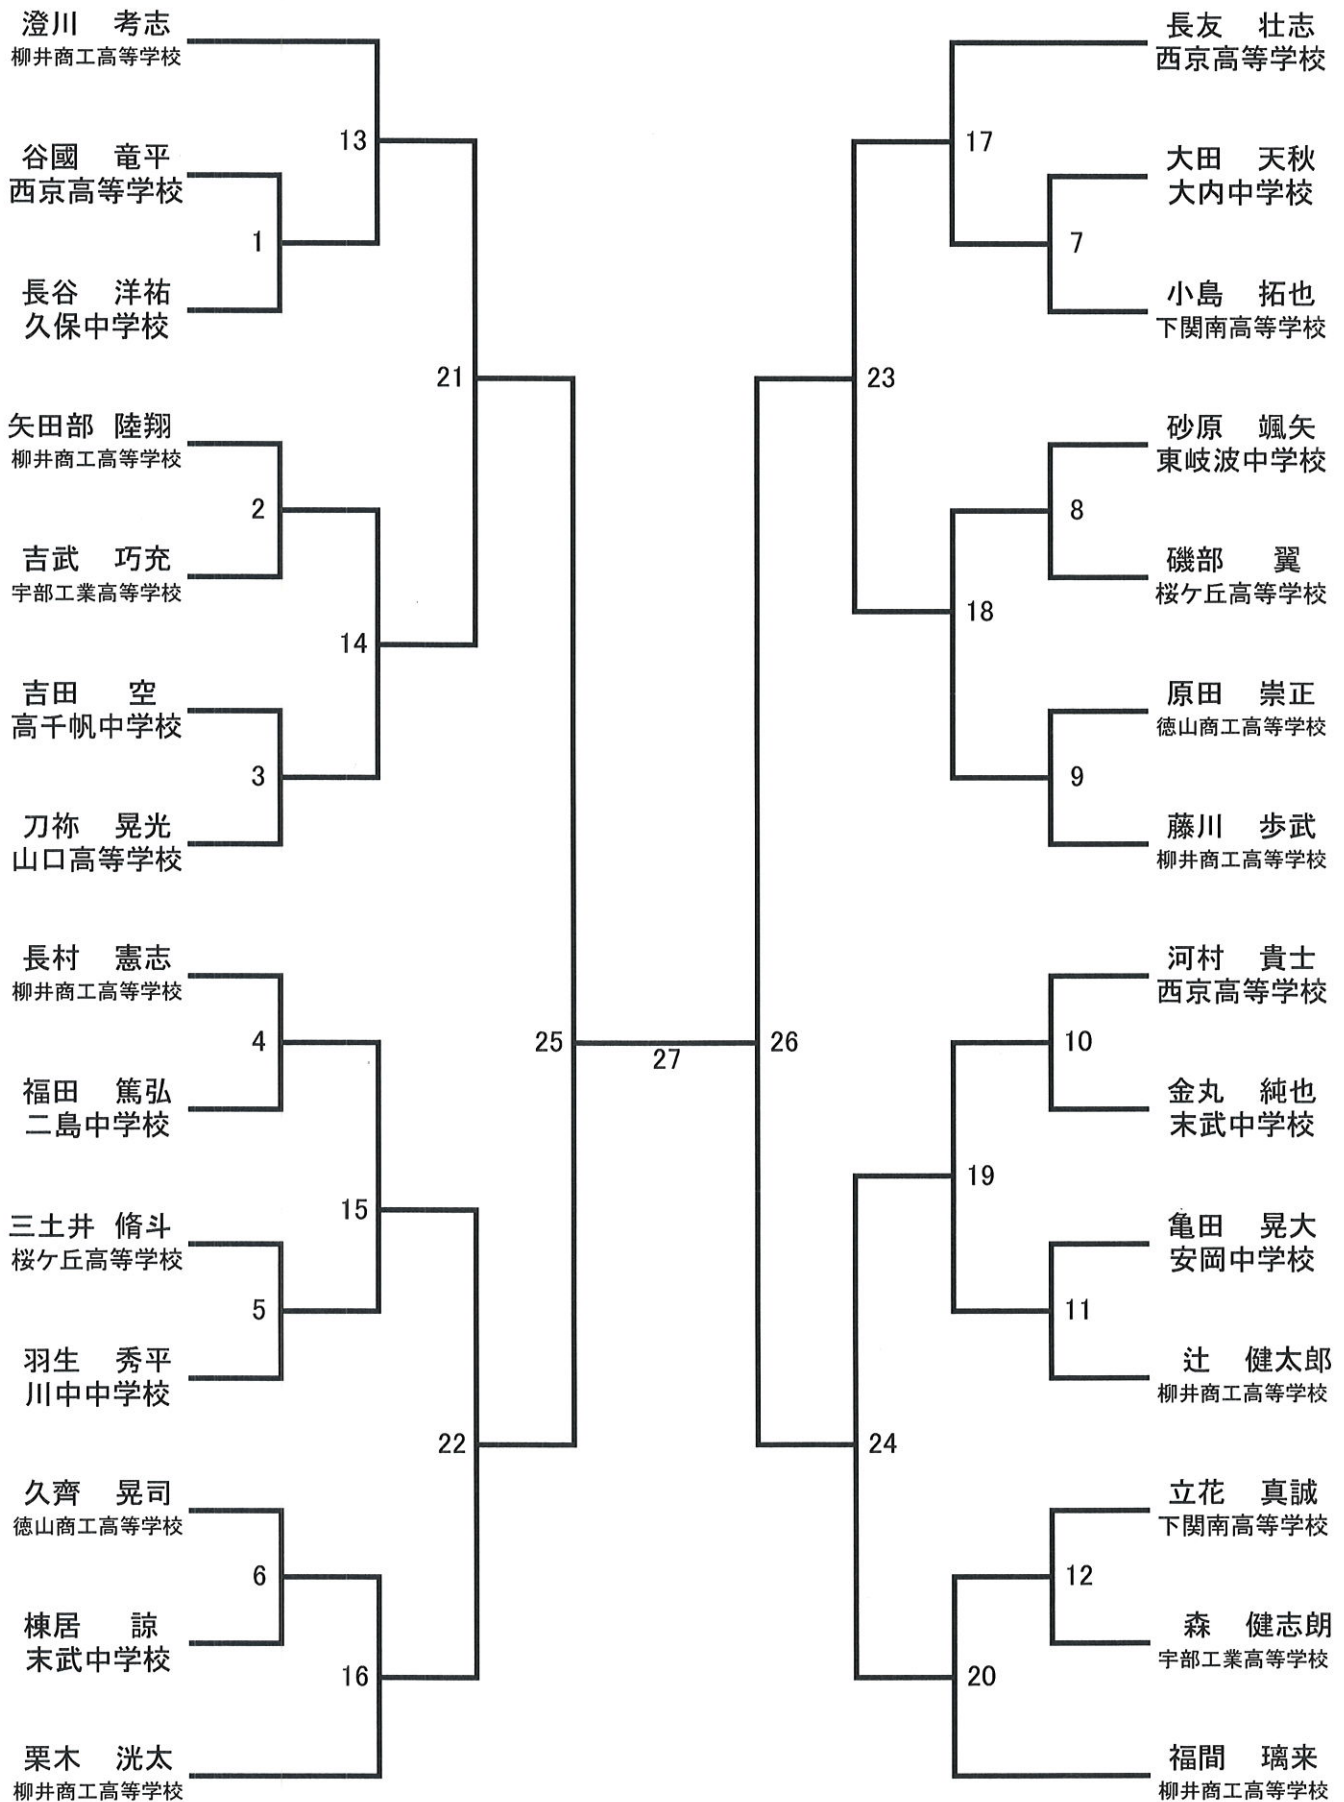 澄川 考志
柳井商工高等学校
谷國 竜平
西京高等学校
長谷 洋祐
久保中学校
矢田部 陸翔
柳井商工高等学校
吉武 巧充
宇部工業高等学校
吉田 空
高千帆中学校
刀祢 晃光
山口高等学校
長村 憲志
柳井商工高等学校
福田 篤弘
二島中学校
三土井 脩斗
桜ケ丘高等学校
羽生 秀平
川中中学校
久齊 晃司
徳山商工高等学校
棟居 諒
末武中学校
栗木 洸太
柳井商工高等学校
1
2
3
4
5
6
13
14
15
16
21
22
25
27
26
23
24
17
18
19
20
7
8
9
10
11
12
長友 壮志
西京高等学校
大田 天秋
大内中学校
小島 拓也
下関南高等学校
砂原 颯矢
東岐波中学校
磯部 翼
桜ケ丘高等学校
原田 崇正
徳山商工高等学校
藤川 歩武
柳井商工高等学校
河村 貴士
西京高等学校
金丸 純也
末武中学校
亀田 晃大
安岡中学校
辻 健太郎
柳井商工高等学校
立花 真誠
下関南高等学校
森 健志朗
宇部工業高等学校
福間 璃来
柳井商工高等学校